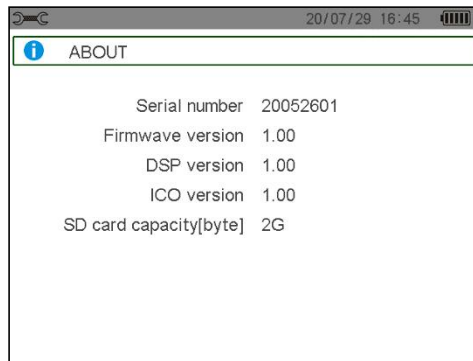 20/07/29 16:45
ABOUT
Serial number 20052601
Firmwave version 1.00
DSP version 1.00
ICO version 1.00
SD card capacity[byte] 2G